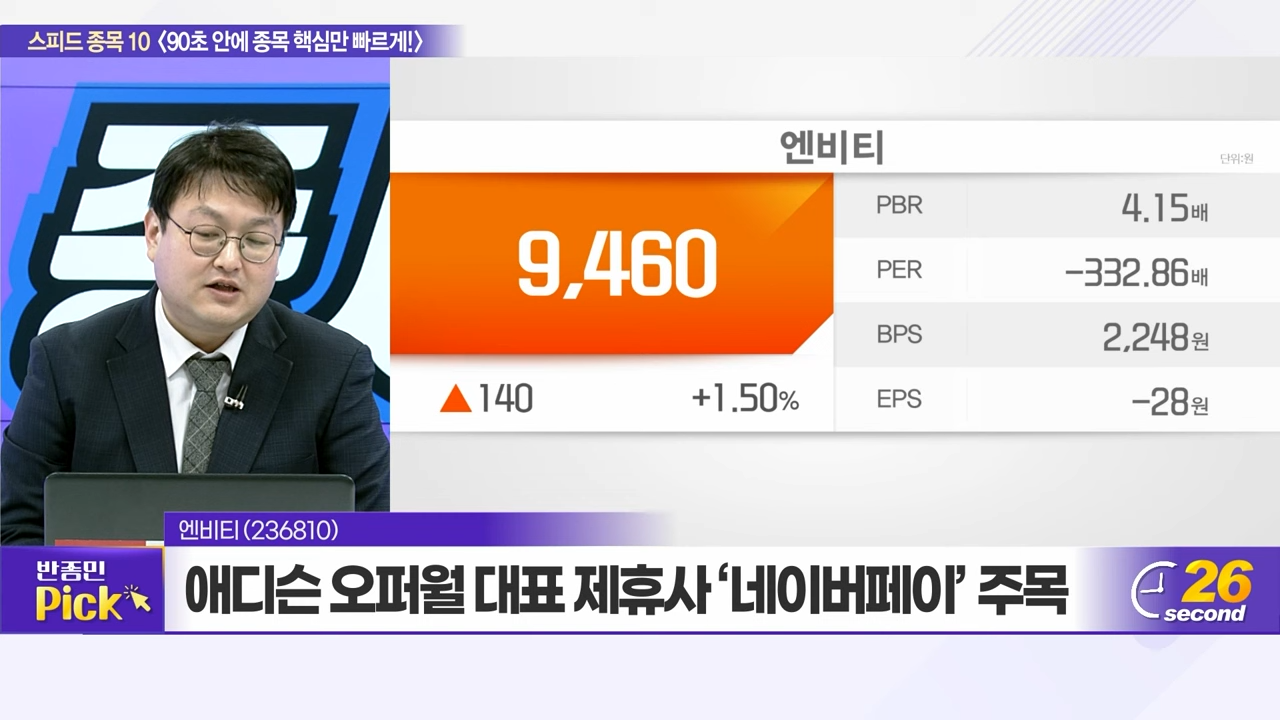 스피드 종목 10 〈90초 안에 종목 핵심만 빠르게!〉
엔비티
단위:원
9,460
▲140 +1.50%
PBR 4.15배
PER -332.86배
BPS 2,248원
EPS -28원
엔비티(236810)
반종민
Pick
애디슨 오퍼월 대표 제휴사 ‘네이버페이’ 주목
26
second